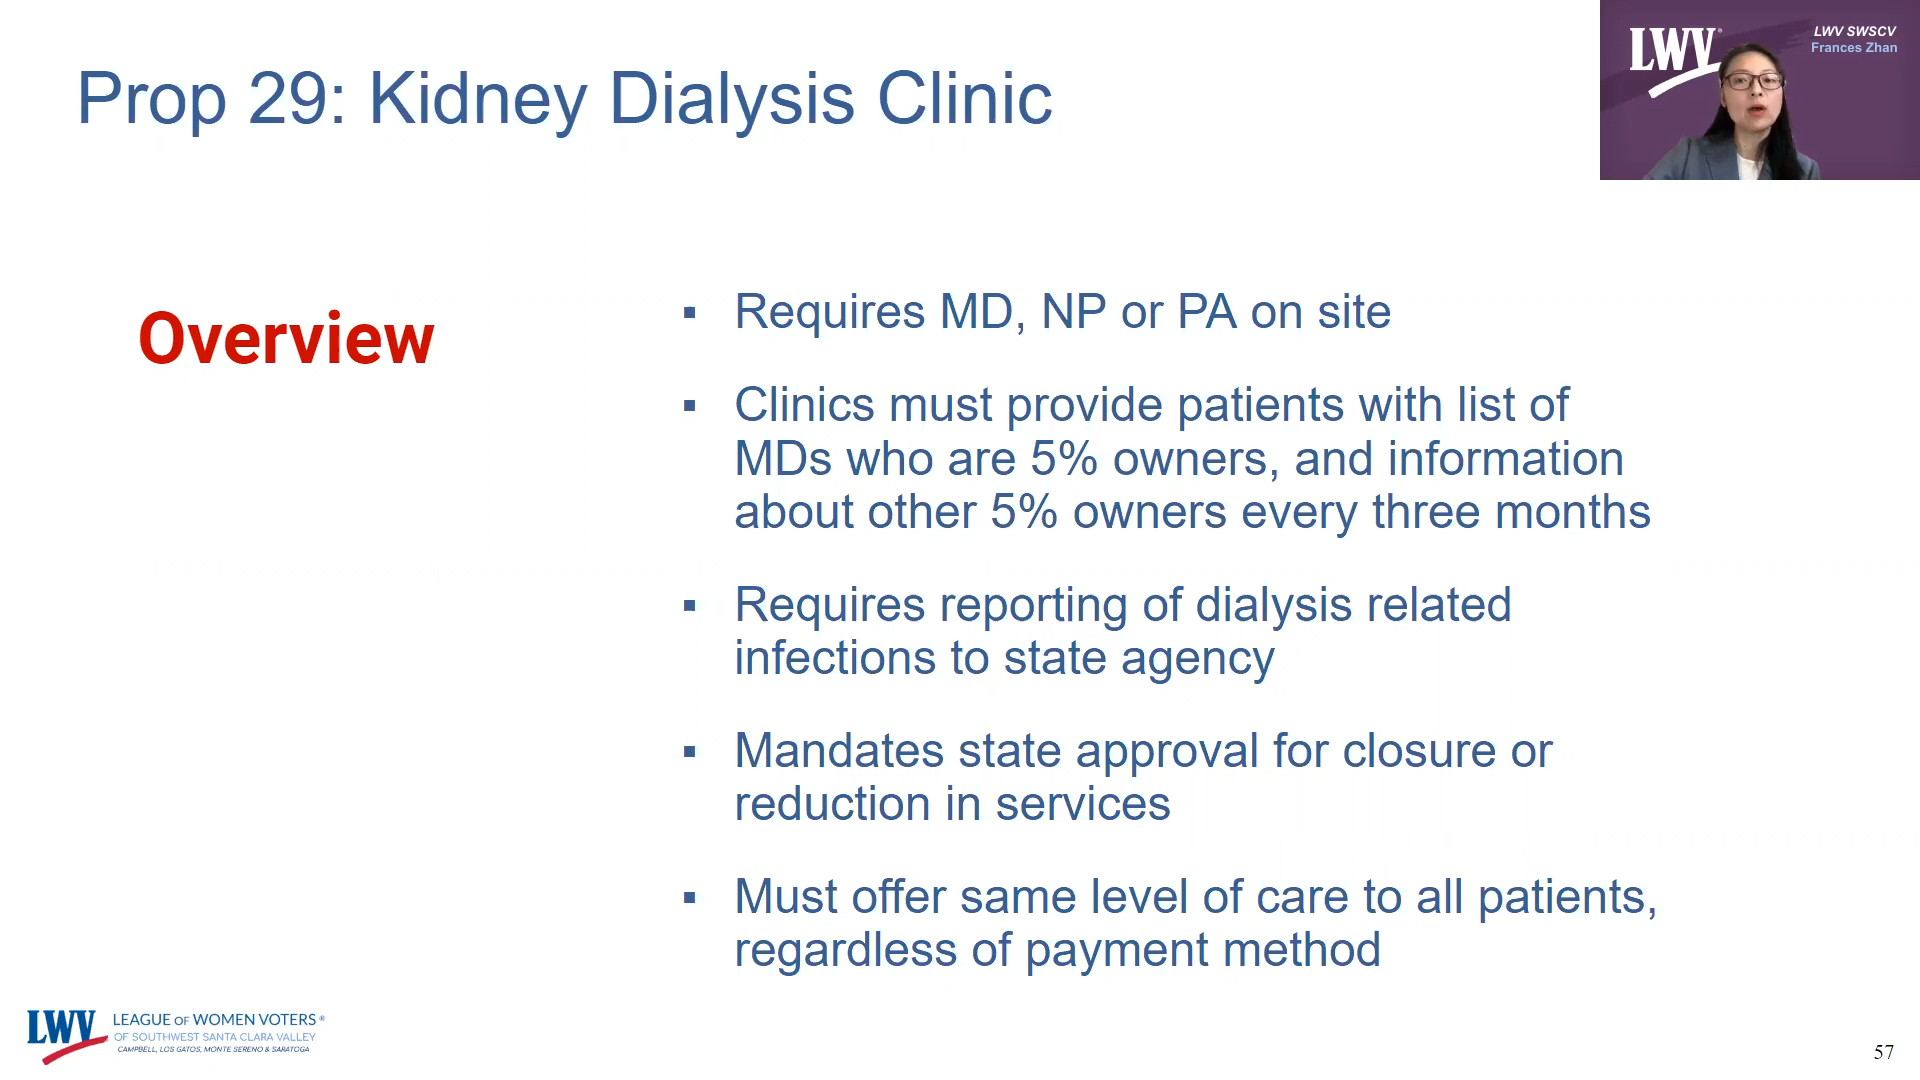 Prop 29: Kidney Dialysis Clinic
LWV®
LWV SWSCV
Frances Zhan
Overview
▪ Requires MD, NP or PA on site
▪ Clinics must provide patients with list of
MDs who are 5% owners, and information
about other 5% owners every three months
▪ Requires reporting of dialysis related
infections to state agency
▪ Mandates state approval for closure or
reduction in services
▪ Must offer same level of care to all patients,
regardless of payment method
LWV LEAGUE OF WOMEN VOTERS®
OF SOUTHWEST SANTA CLARA VALLEY
CAMPBELL, LOS GATOS, MONTE SERENO & SARATOGA
57